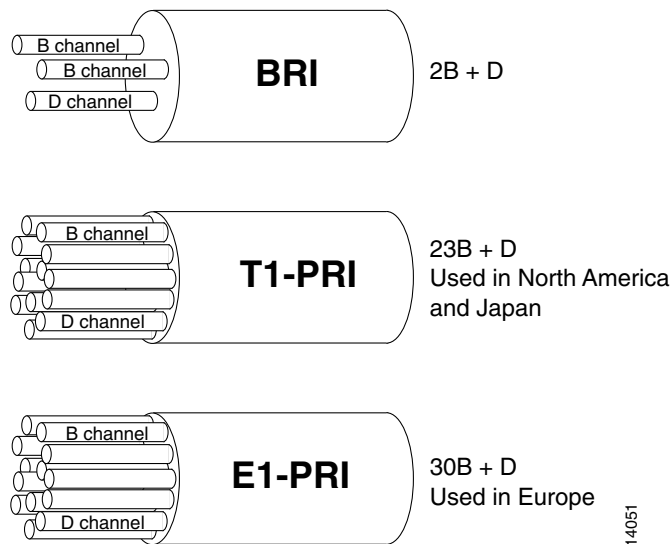 B channel
B channel
D channel
BRI
2B + D
B channel
D channel
T1-PRI
23B + D
Used in North America
and Japan
B channel
D channel
E1-PRI
30B + D
Used in Europe
14051